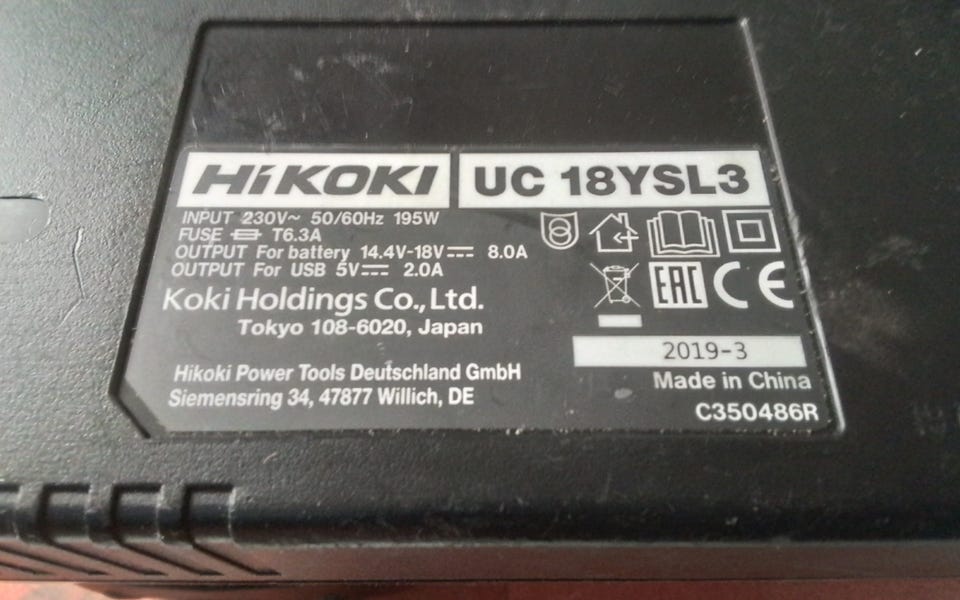 HiKOKI UC 18YSL3
INPUT 230V~ 50/60Hz 195W
FUSE T6.3A
OUTPUT For battery 14.4V-18V⎓ 8.0A
OUTPUT For USB 5V⎓ 2.0A
Koki Holdings Co., Ltd.
Tokyo 108-6020, Japan
Hikoki Power Tools Deutschland GmbH
Siemensring 34, 47877 Willich, DE
EAC CE
2019-3
Made in China
C350486R